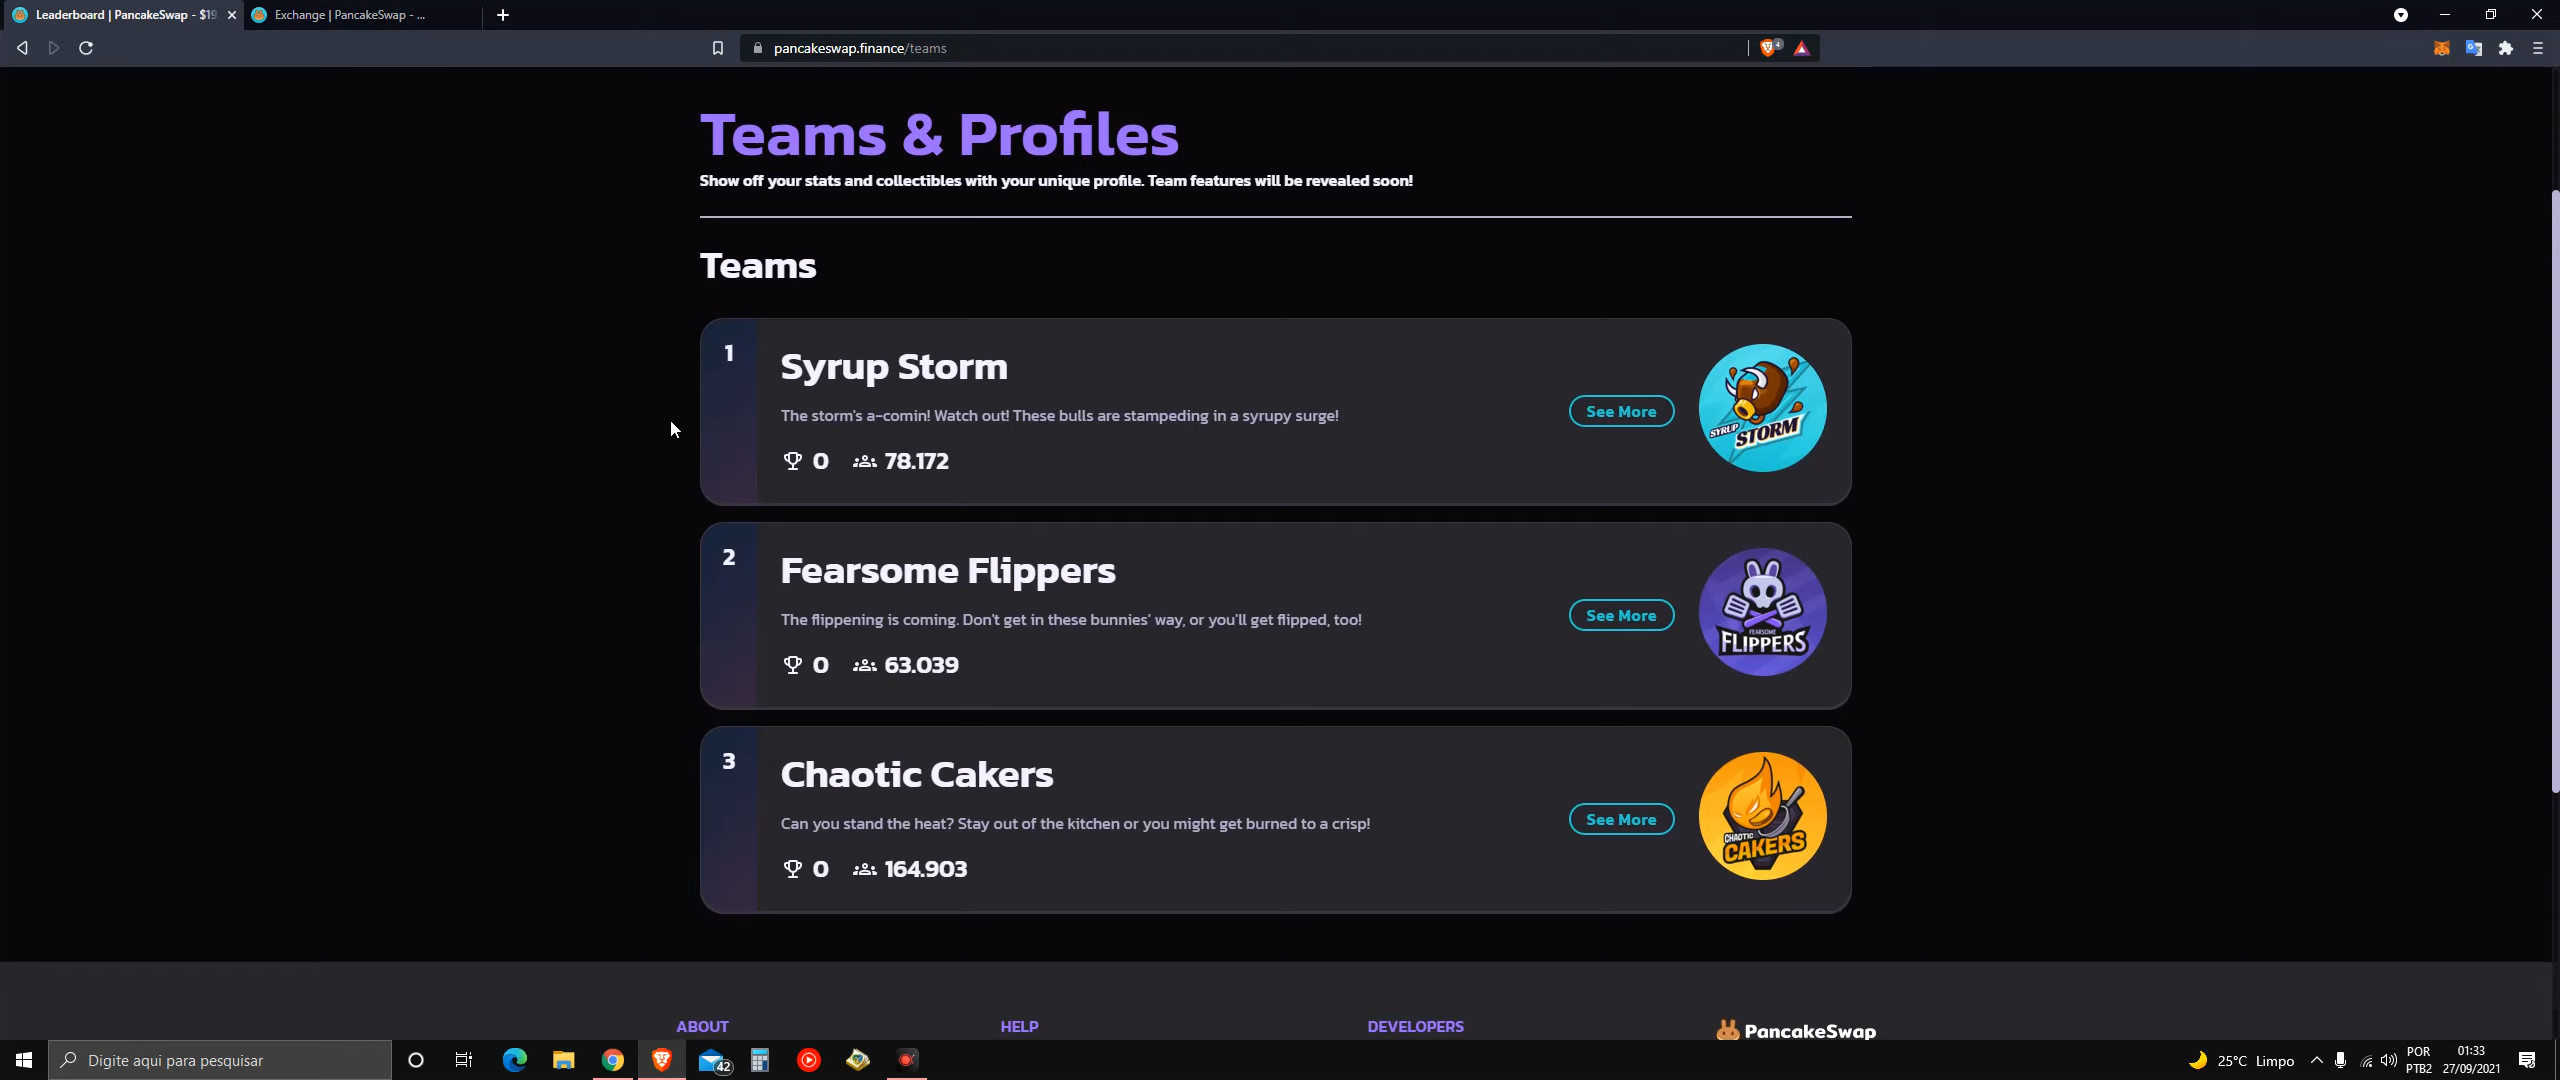 Leaderboard | PancakeSwap - $19
Exchange | PancakeSwap - ...
pancakeswap.finance/teams
4
Teams & Profiles
Show off your stats and collectibles with your unique profile. Team features will be revealed soon!
Teams
1
Syrup Storm
The storm's a-comin! Watch out! These bulls are stampeding in a syrupy surge!
See More
0 78.172
SYRUP
STORM
2
Fearsome Flippers
The flippening is coming. Don't get in these bunnies' way, or you'll get flipped, too!
See More
0 63.039
FEARSOME
FLIPPERS
3
Chaotic Cakers
Can you stand the heat? Stay out of the kitchen or you might get burned to a crisp!
See More
0 164.903
CHAOTIC
CAKERS
ABOUT HELP DEVELOPERS PancakeSwap
Digite aqui para pesquisar
42
25°C Limpo
POR
PTB2
01:33
27/09/2021